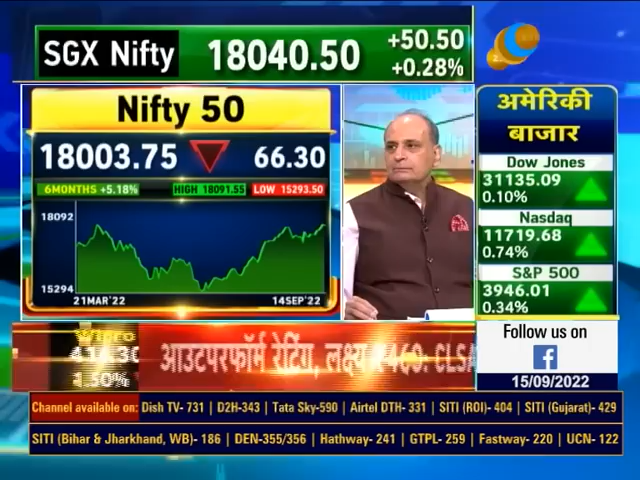 SGX Nifty 18040.50 +50.50
+0.28%
Nifty 50
18003.75 66.30
6MONTHS +5.18% HIGH 18091.55 LOW 15293.50
18092
15294
21MAR'22 14SEP'22
अमेरिकी
बाजार
Dow Jones
31135.09
0.10%
Nasdaq
11719.68
0.74%
S&P 500
3946.01
0.34%
Follow us on
15/09/2022
Wipro
1.50%
आउटपरफॉर्म रेटिंग, लक्ष्य CLSA
Channel available on: Dish TV- 731 | D2H-343 | Tata Sky-590 | Airtel DTH- 331 | SITI (ROI)- 404 | SITI (Gujarat)- 429
SITI (Bihar & Jharkhand, WB)- 186 | DEN-355/356 | Hathway- 241 | GTPL- 259 | Fastway- 220 | UCN- 122